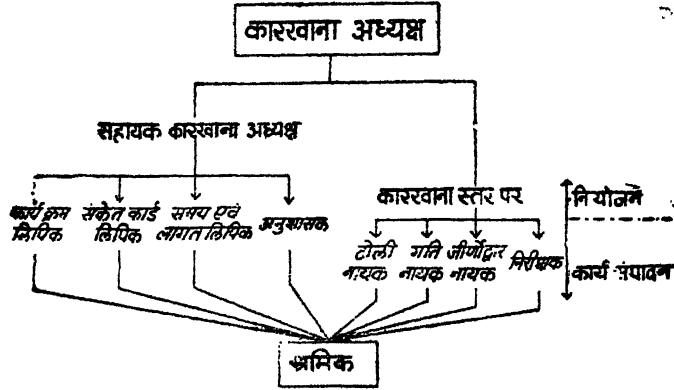 कारखाना अध्यक्ष
सहायक कारखाना अध्यक्ष
कार्य क्रम
लिपिक
संकेत कार्ड
लिपिक
समय एवं
लागत लिपिक
अनुशासक
कारखाना स्तर पर
टोली
नायक
गति
नायक
जीर्णोद्वार
नायक
निरीक्षक
नियोजन
कार्य संपादन
श्रमिक